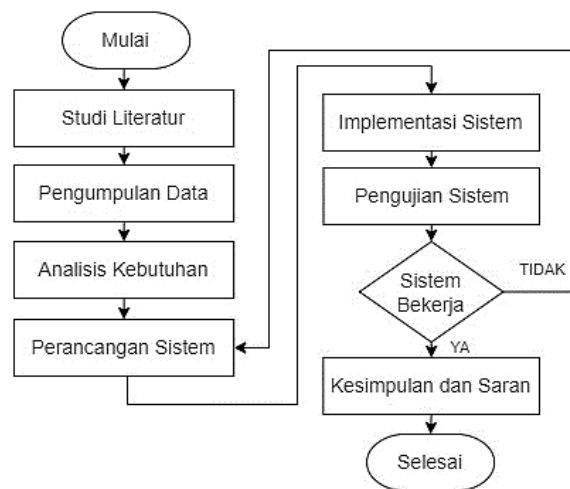 Mulai
Studi Literatur
Pengumpulan Data
Analisis Kebutuhan
Perancangan Sistem
Implementasi Sistem
Pengujian Sistem
Sistem
Bekerja
TIDAK
YA
Kesimpulan dan Saran
Selesai